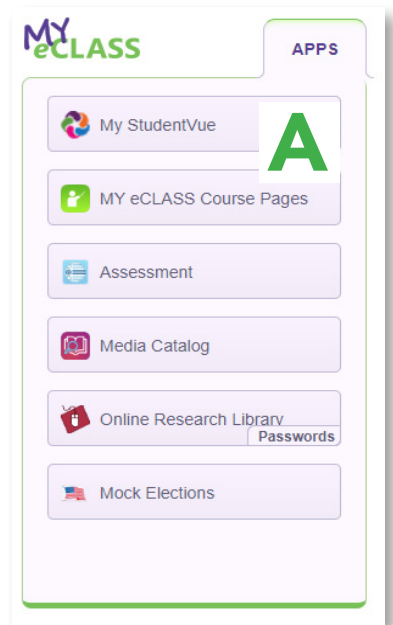 MY
eCLASS
APPS
My StudentVue
A
MY eCLASS Course Pages
Assessment
Media Catalog
Online Research Library
Passwords
Mock Elections